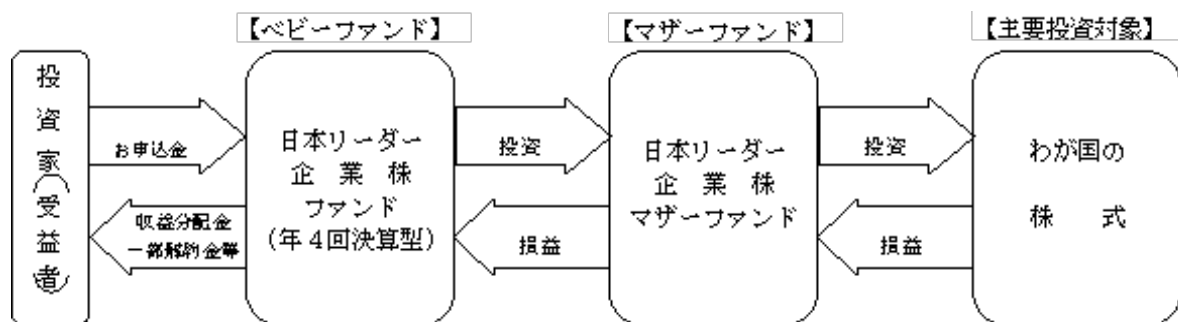 【ベビーファンド】
【マザーファンド】
【主要投資対象】
投資家(受益者)
お申込金
収益分配金
一部解約金等
日本リーダー
企業株
ファンド
(年4回決算型)
投資
損益
日本リーダー
企業株
マザーファンド
投資
損益
わが国の
株式